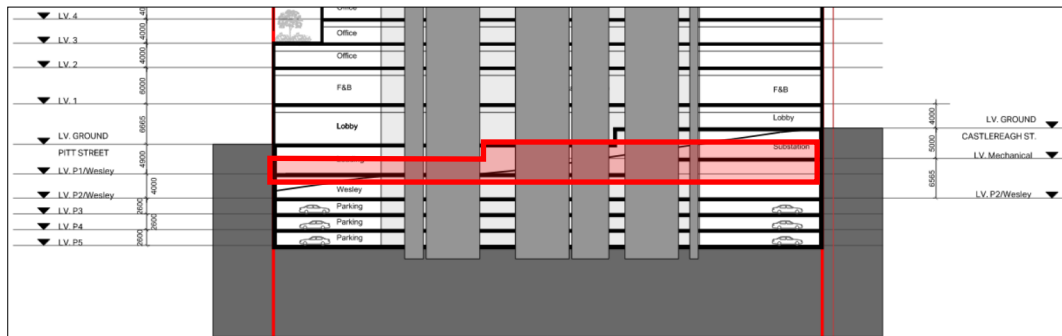 LV. 4
4000
Office
LV. 3
4000
Office
LV. 2
6000
F&B
F&B
LV. 1
4000
6665
Lobby
Lobby
LV. GROUND
LV. GROUND
PITT STREET
CASTLEREAGH ST.
5000
Substation
4900
LV. Mechanical
LV. P1/Wesley
4000
Wesley
6565
LV. P2/Wesley
LV. P2/Wesley
2600
Parking
LV. P3
2600
Parking
LV. P4
2600
Parking
LV. P5